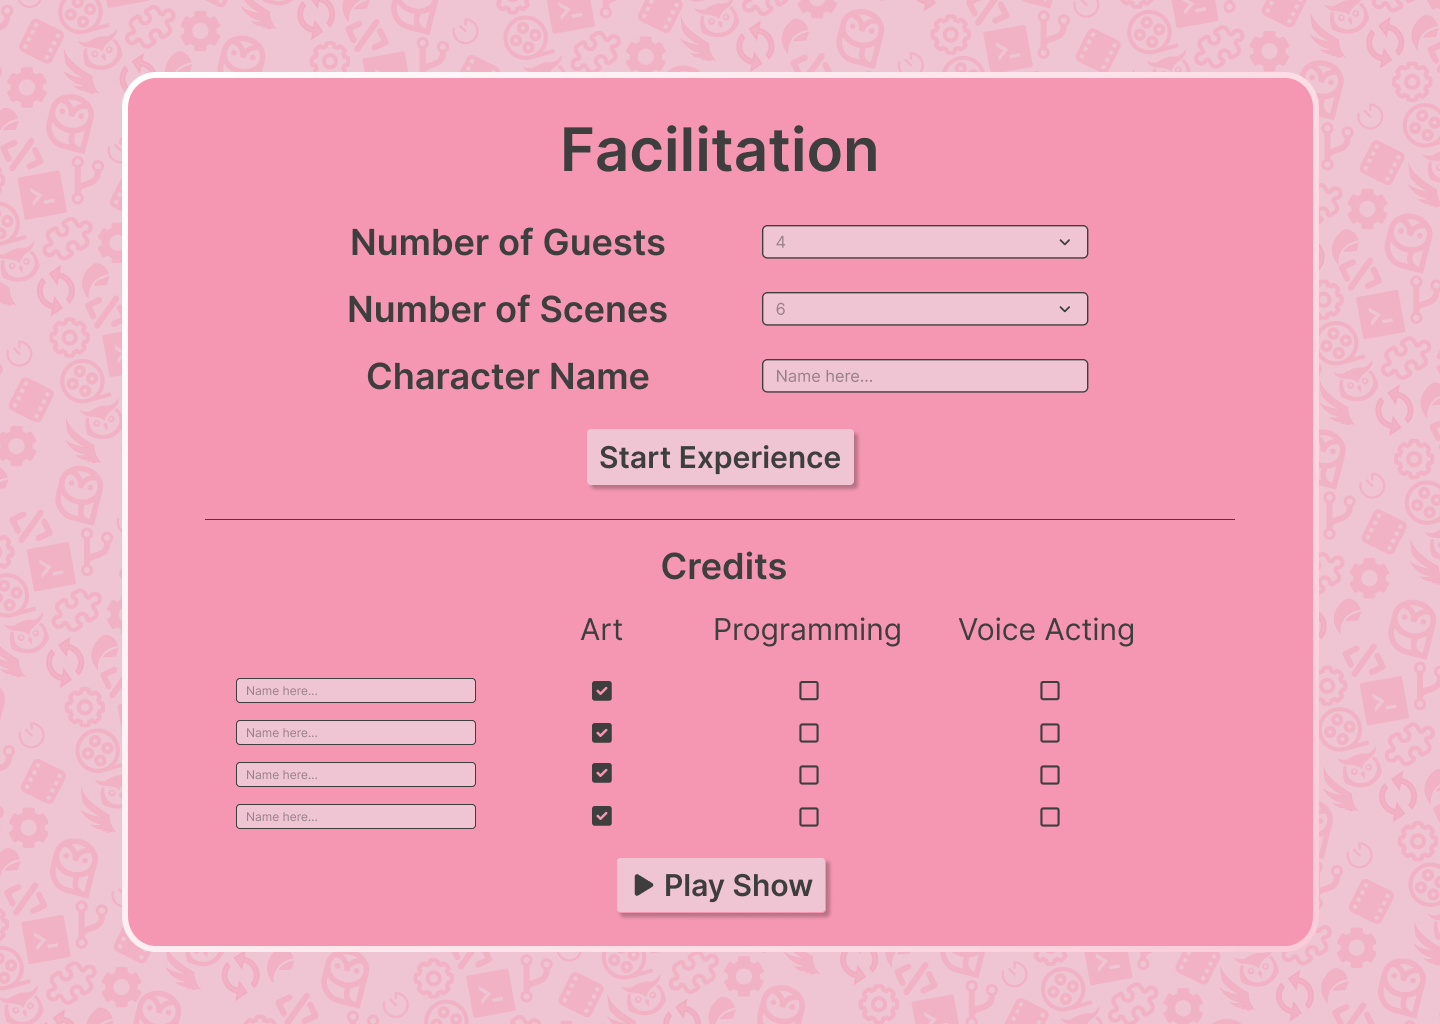 Facilitation
Number of Guests 4
Number of Scenes 6
Character Name Name here...
Start Experience
Credits
Art Programming Voice Acting
Name here...
Name here...
Name here...
Name here...
Play Show